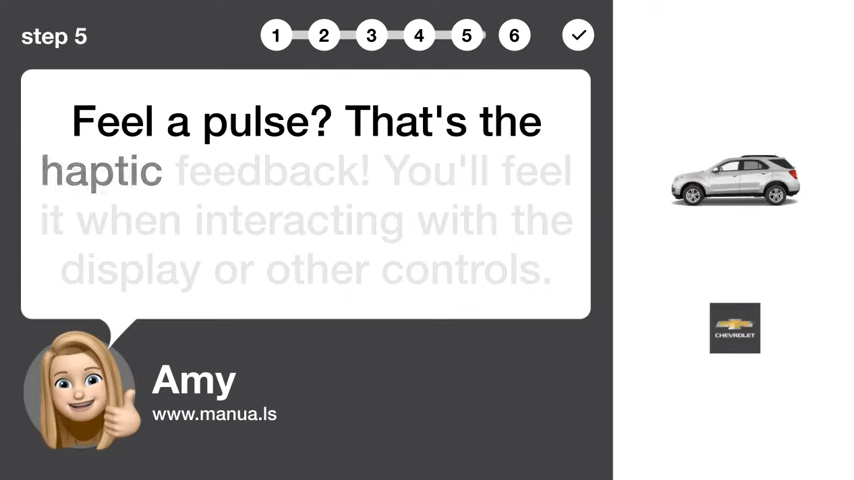 step 5
1 2 3 4 5 6
Feel a pulse? That's the
haptic feedback! You'll feel
it when interacting with the
display or other controls.
Amy
www.manua.ls
CHEVROLET